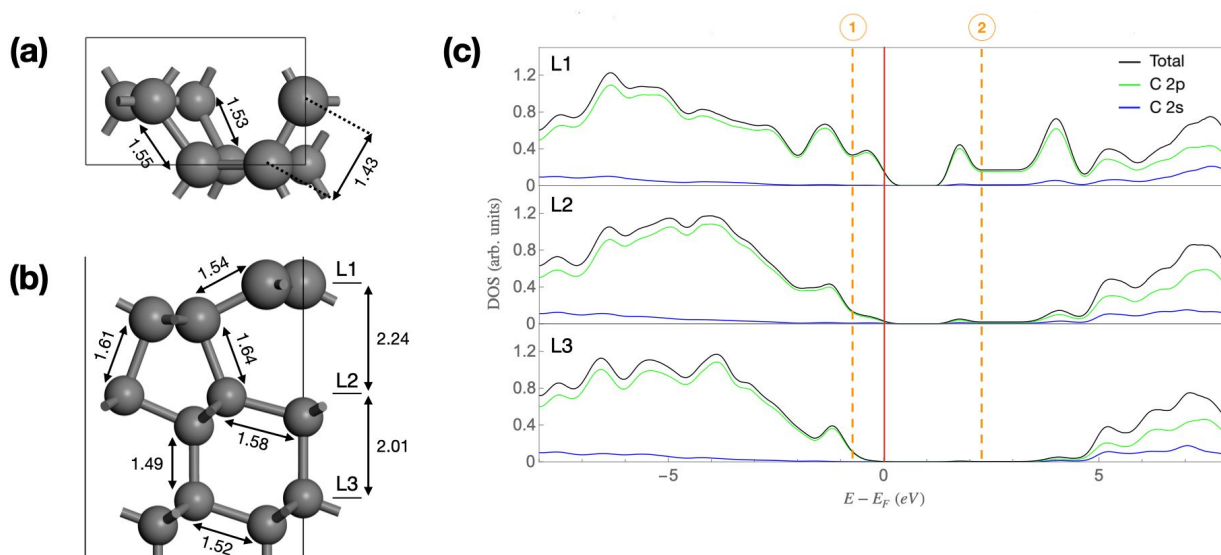 (a)
1.53
1.55
1.43
(b)
1.54
L1
1.61
1.64
2.24
L2
1.58
2.01
1.49
L3
1.52
(c)
1
2
L1
Total
C 2p
C 2s
1.2
0.8
0.4
0
L2
1.2
0.8
0.4
0
L3
1.2
0.8
0.4
0
DOS (arb. units)
−5
0
5
E − E_F (eV)